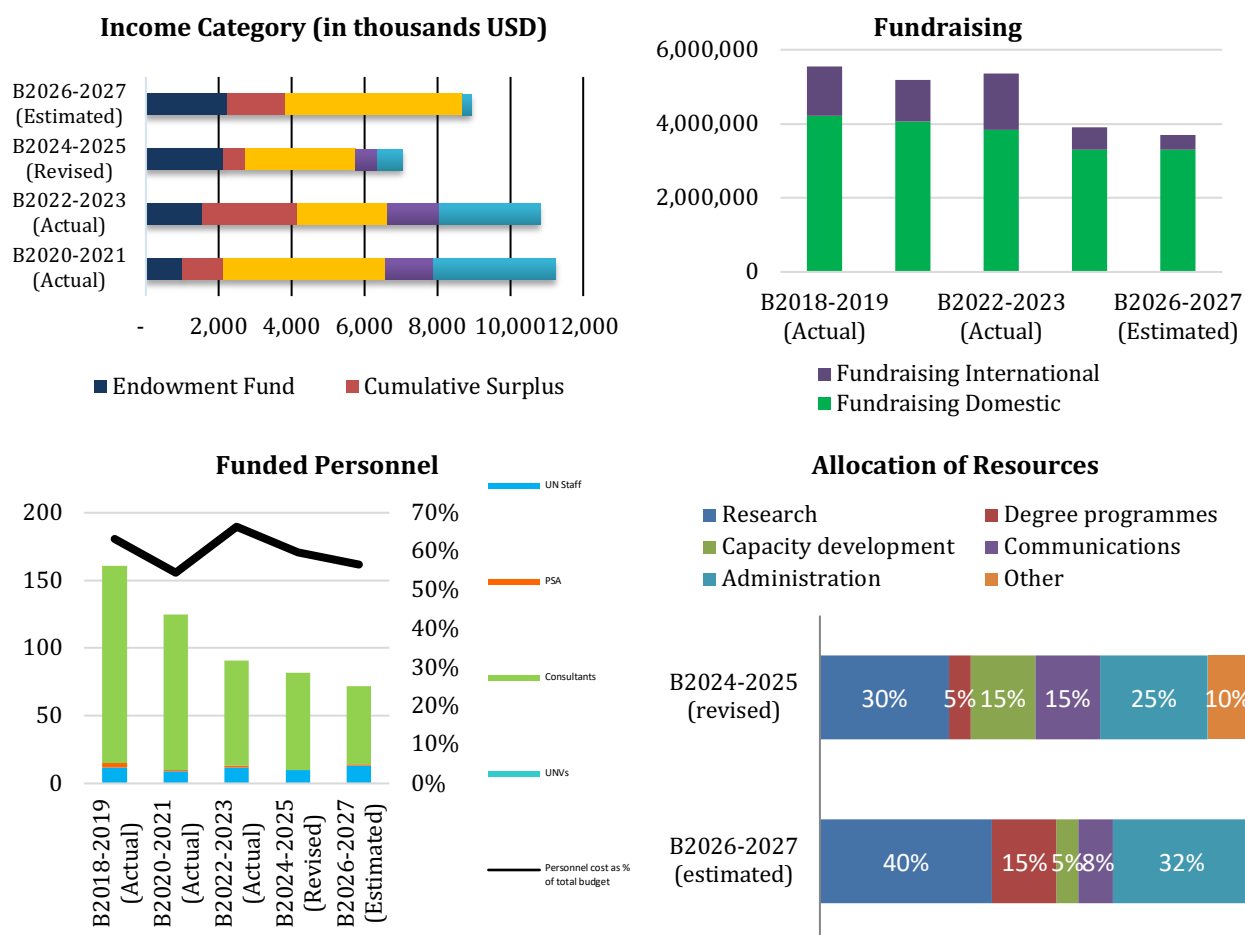 Income Category (in thousands USD)
B2026-2027
(Estimated)
B2024-2025
(Revised)
B2022-2023
(Actual)
B2020-2021
(Actual)
- 2,000 4,000 6,000 8,000 10,000 12,000
Endowment Fund Cumulative Surplus
Fundraising
6,000,000
4,000,000
2,000,000
0
B2018-2019 B2022-2023 B2026-2027
(Actual) (Actual) (Estimated)
Fundraising International
Fundraising Domestic
Funded Personnel
200
150
100
50
0
70%
60%
50%
40%
30%
20%
10%
0%
B2018-2019
(Actual)
B2020-2021
(Actual)
B2022-2023
(Actual)
B2024-2025
(Revised)
B2026-2027
(Estimated)
UN Staff
PSA
Consultants
UNVs
Personnel cost as %
of total budget
Allocation of Resources
Research Degree programmes
Capacity development Communications
Administration Other
B2024-2025
(revised)
30% 5% 15% 15% 25% 10%
B2026-2027
(estimated)
40% 15% 5% 8% 32%